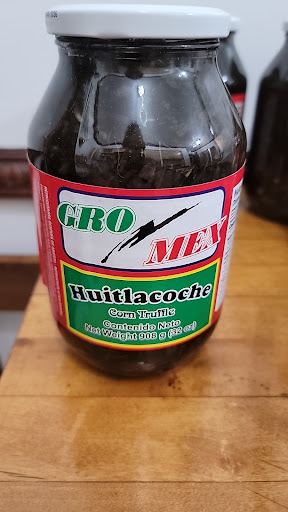 GRO
MEX
Huitlacoche
Corn Truffle
Contenido Neto
Net Weight 908 g (32 oz)